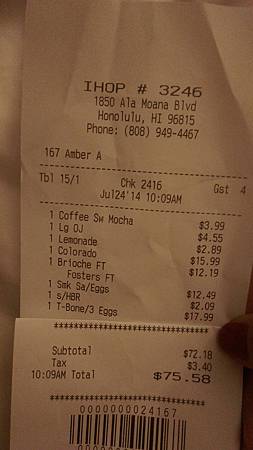 IHOP # 3246
1850 Ala Moana Blvd
Honolulu, HI 96815
Phone: (808) 949-4467
167 Amber A
Tbl 15/1 Chk 2416 Gst 4
Jul24'14 10:09AM
1 Coffee Sw Mocha $3.99
1 Lg OJ $4.55
1 Lemonade $2.89
1 Colorado $15.99
1 Brioche FT $12.19
Fosters FT
1 Smk Sa/Eggs $12.49
1 s/HBR $2.09
1 T-Bone/3 Eggs $17.99
Subtotal $72.18
Tax $3.40
10:09AM Total $75.58
0000000024167